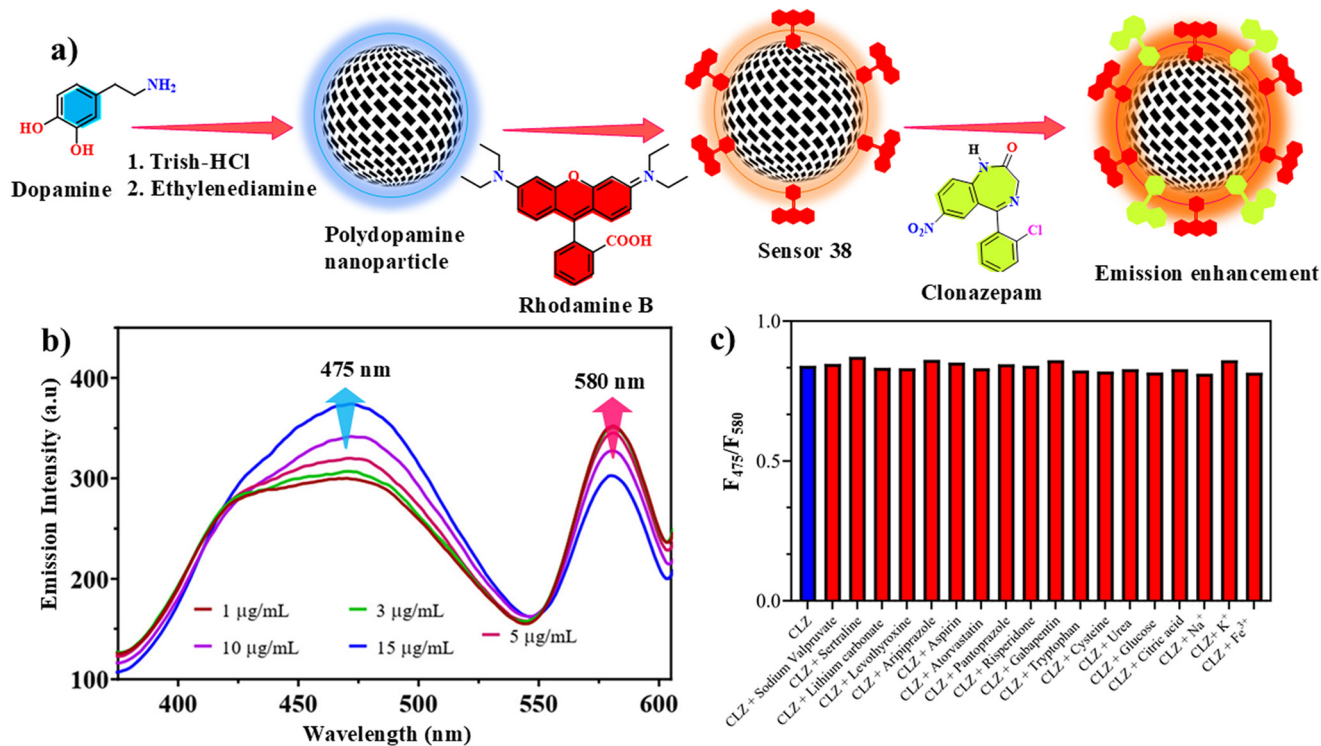 a)
NH2
HO
OH
Dopamine
1. Trish-HCl
2. Ethylenediamine
Polydopamine
nanoparticle
N
O
N
COOH
Rhodamine B
Sensor 38
H
N
O
N
O2N
Cl
Clonazepam
Emission enhancement
b)
Emission Intensity (a.u)
400
300
200
100
475 nm
580 nm
1 µg/mL
3 µg/mL
5 µg/mL
10 µg/mL
15 µg/mL
400
450
500
550
600
Wavelength (nm)
c)
F475/F580
1.0
0.5
0.0
CLZ
CLZ + Sodium Valpruvate
CLZ + Sentraline
CLZ + Lithium carbonate
CLZ + Levothyroxine
CLZ + Aripiprazole
CLZ + Aspirin
CLZ + Atorvastatin
CLZ + Pantoprazole
CLZ + Risperidone
CLZ + Gabapentin
CLZ + Tryptophan
CLZ + Cysteine
CLZ + Urea
CLZ + Glucose
CLZ + Citric acid
CLZ + Na+
CLZ+ K+
CLZ + Fe3+